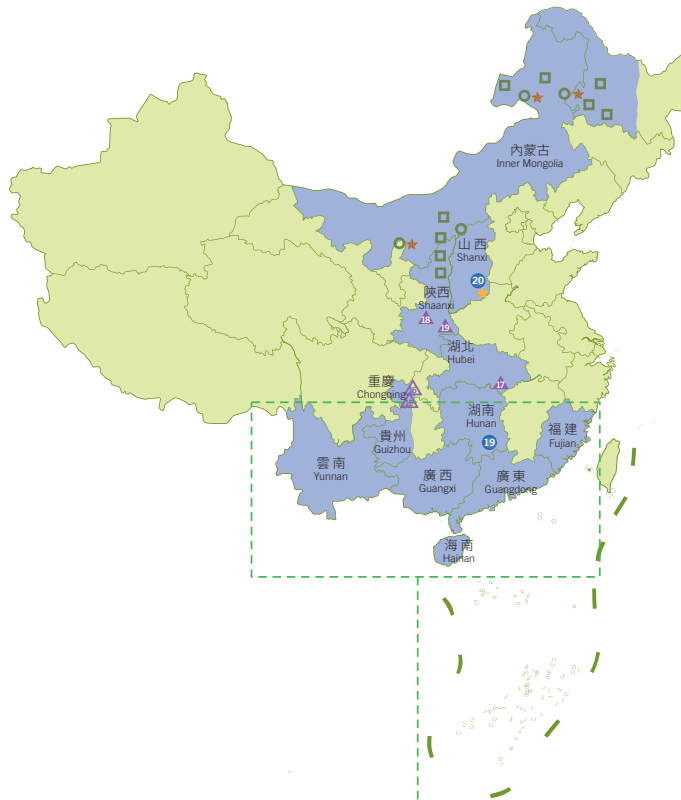 內蒙古
Inner Mongolia
山西
Shanxi
20
陝西
Shaanxi
18
19
湖北
Hubei
重慶
Chongqing
17
湖南
Hunan
19
福建
Fujian
貴州
Guizhou
雲南
Yunnan
廣西
Guangxi
廣東
Guangdong
海南
Hainan